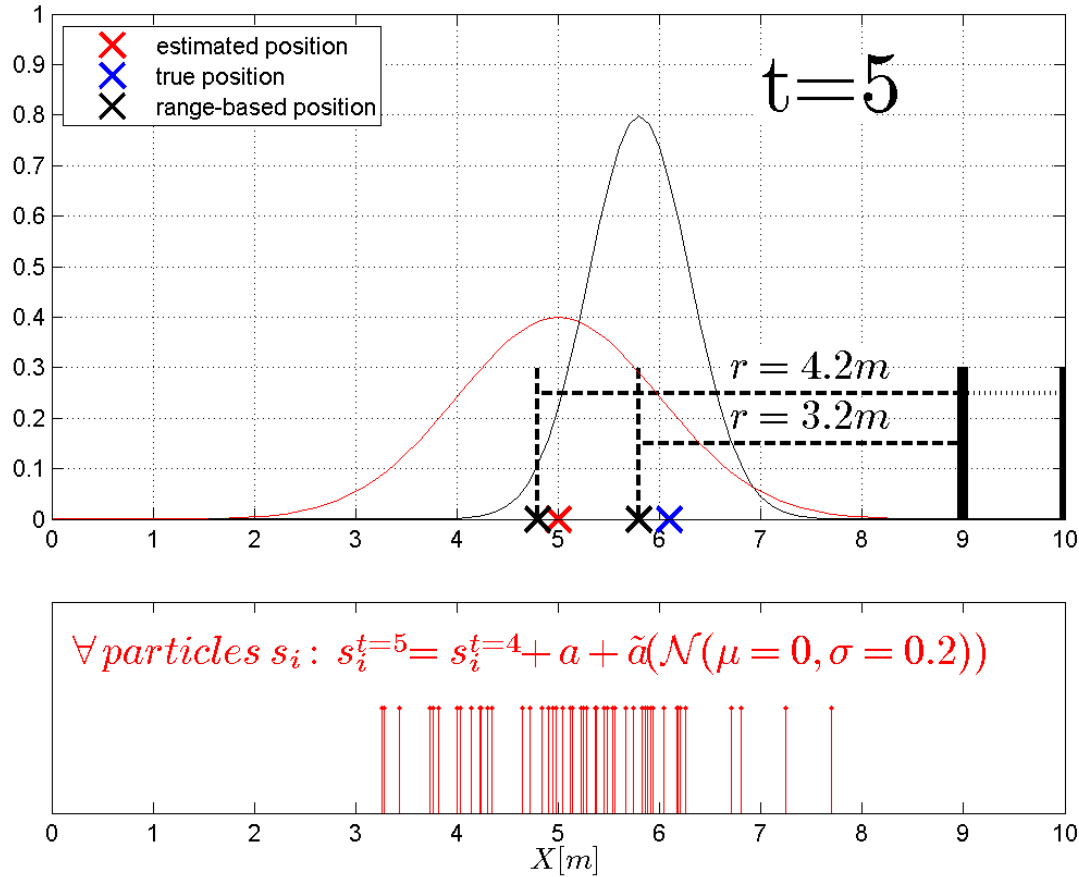 1
0.9
0.8
0.7
0.6
0.5
0.4
0.3
0.2
0.1
0
estimated position
true position
range-based position
t=5
r = 4.2m
r = 3.2m
0 1 2 3 4 5 6 7 8 9 10
∀ particles s_i: s_i^{t=5} = s_i^{t=4} + a + ã(𝒩(μ = 0, σ = 0.2))
0 1 2 3 4 5 6 7 8 9 10
X[m]